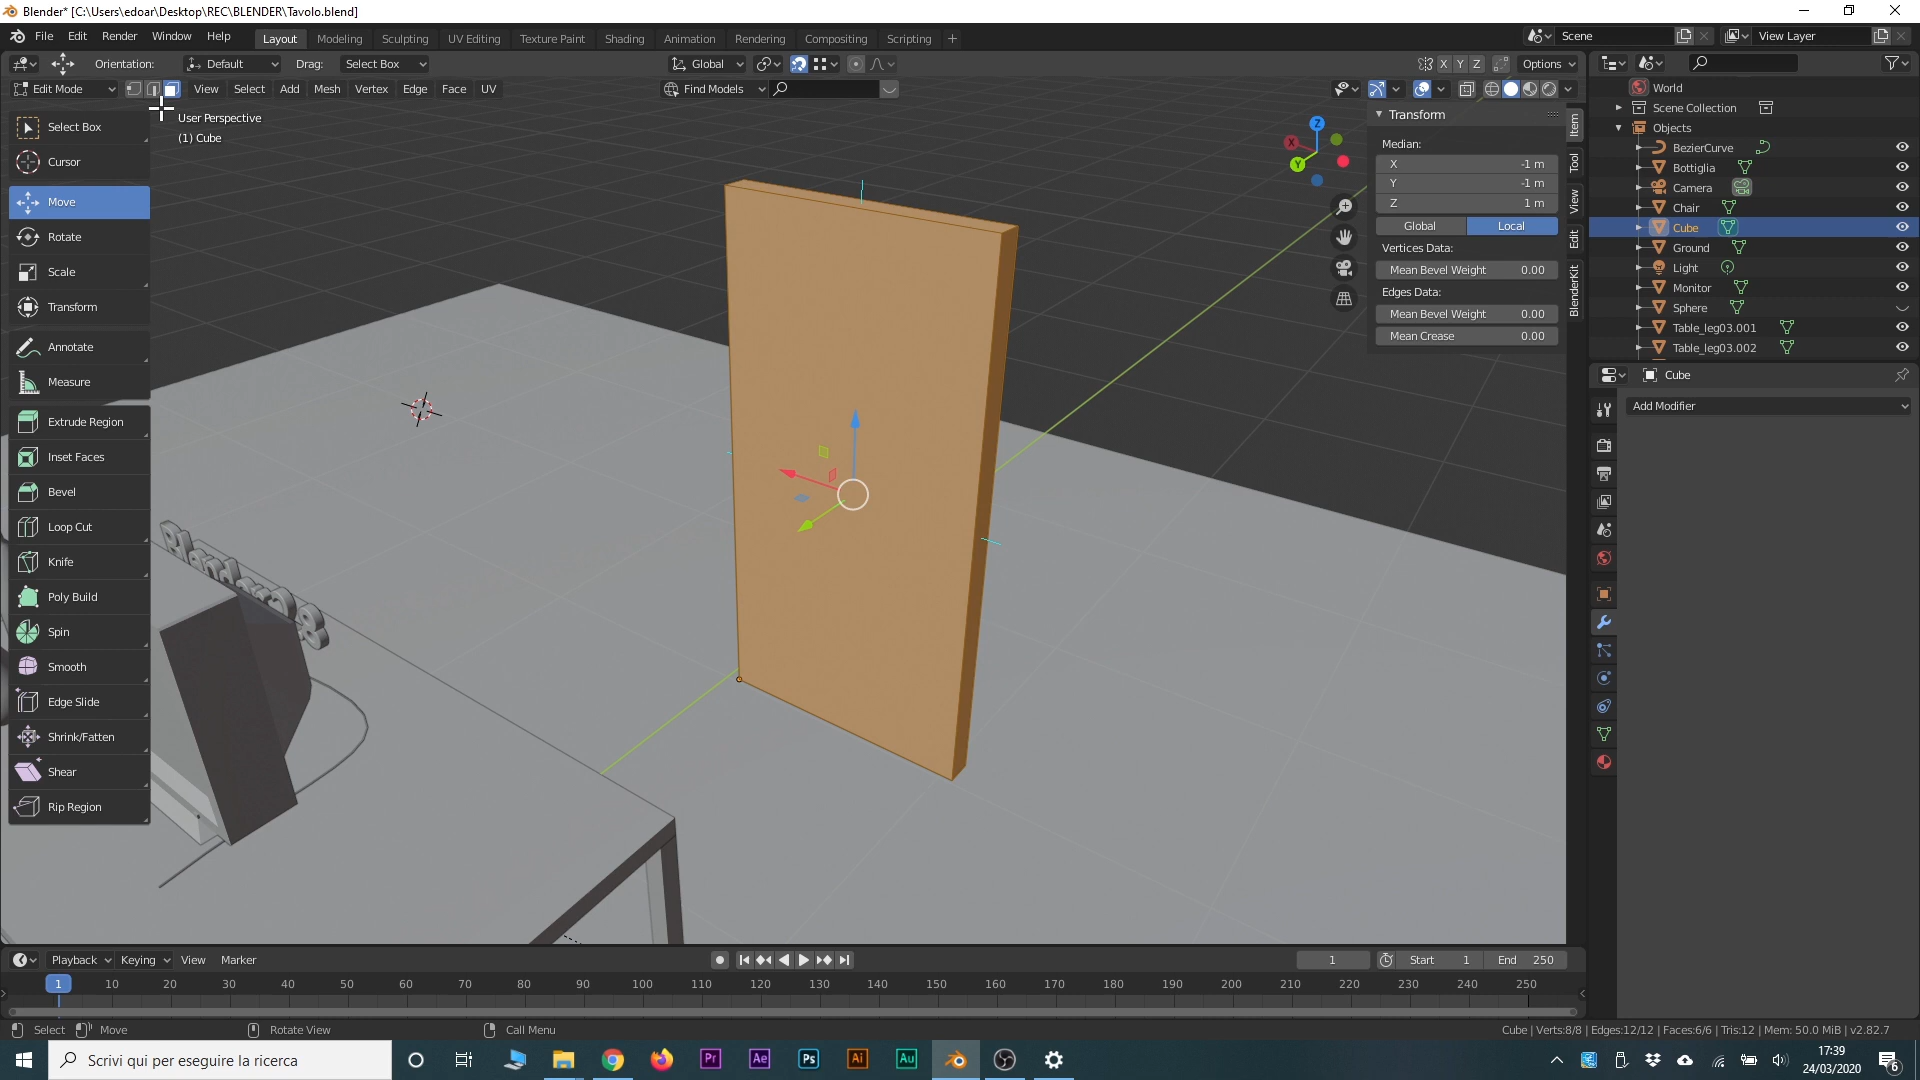 Blender* [C:\Users\edoar\Desktop\REC\BLENDER\Tavolo.blend]
File Edit Render Window Help Layout Modeling Sculpting UV Editing Texture Paint Shading Animation Rendering Compositing Scripting + Scene View Layer
Orientation: Default Drag: Select Box Global X Y Z Options
Edit Mode View Select Add Mesh Vertex Edge Face UV Find Models
User Perspective
(1) Cube
Select Box
Cursor
Move
Rotate
Scale
Transform
Annotate
Measure
Extrude Region
Inset Faces
Bevel
Loop Cut
Knife
Poly Build
Spin
Smooth
Edge Slide
Shrink/Fatten
Shear
Rip Region
Blender
Z
X
Y
Transform
Median:
X -1 m
Y -1 m
Z 1 m
Global Local
Vertices Data:
Mean Bevel Weight 0.00
Edges Data:
Mean Bevel Weight 0.00
Mean Crease 0.00
Item
Tool
View
Edit
BlenderKit
World
Scene Collection
Objects
BezierCurve
Bottiglia
Camera
Chair
Cube
Ground
Light
Monitor
Sphere
Table_leg03.001
Table_leg03.002
Cube
Add Modifier
Playback Keying View Marker 1 Start 1 End 250
1 10 20 30 40 50 60 70 80 90 100 110 120 130 140 150 160 170 180 190 200 210 220 230 240 250
Select Move Rotate View Call Menu Cube | Verts:8/8 | Edges:12/12 | Faces:6/6 | Tris:12 | Mem: 50.0 MiB | v2.82.7
Scrivi qui per eseguire la ricerca Pr Ae Ps Ai Au
17:39
24/03/2020
6